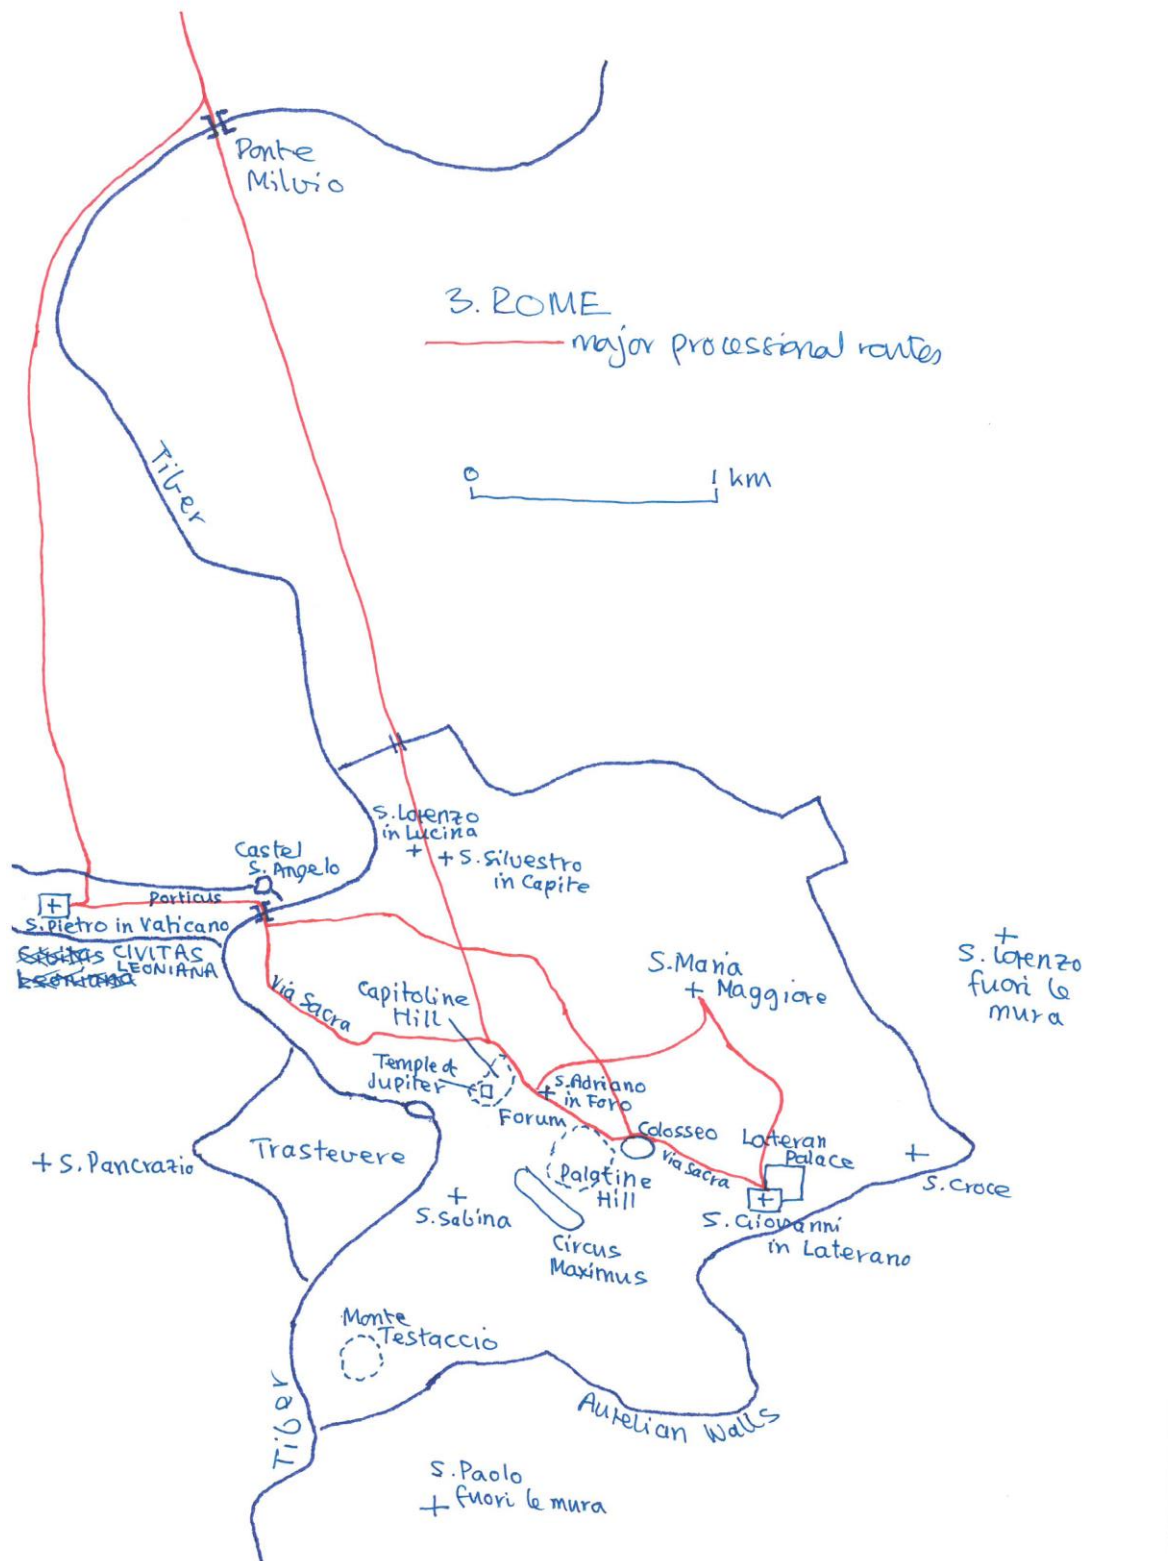 Ponte
Milvio
3. ROME
major processional routes
0 1 km
Tiber
S. Lorenzo
in Lucina
+ S. Silvestro
in Capite
Castel
S. Angelo
Porticus
S. Pietro in Vaticano
Civitas CIVITAS
Leoniana LEONIANA
S. Maria
Maggiore
S. Lorenzo
fuori le
mura
Via Sacra
Capitoline
Hill
Temple of
Jupiter
S. Adriano
in Foro
Forum
Colosseo
Lateran
Palace
Via Sacra
Palatine
Hill
S. Pancrazio
Trastevere
S. Croce
S. Sabina
S. Giovanni
in Laterano
Circus
Maximus
Monte
Testaccio
Tiber
Aurelian Walls
S. Paolo
fuori le mura